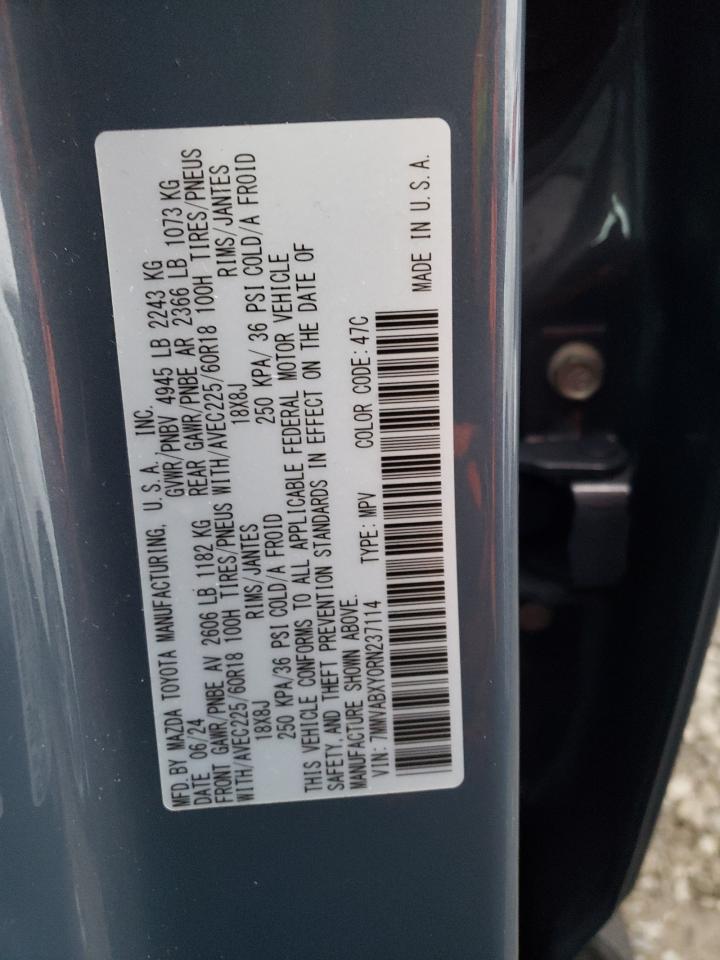 MFD. BY MAZDA TOYOTA MANUFACTURING, U.S.A., INC.
DATE 06/24 GVWR/PNBV 4945 LB 2243 KG
FRONT GAWR/PNBE AV 2606 LB 1182 KG REAR GAWR/PNBE AR 2366 LB 1073 KG
WITH/AVEC225/60R18 100H TIRES/PNEUS WITH/AVEC225/60R18 100H TIRES/PNEUS
18X8J RIMS/JANTES 18X8J RIMS/JANTES
250 KPA/36 PSI COLD/A FROID 250 KPA/ 36 PSI COLD/A FROID
THIS VEHICLE CONFORMS TO ALL APPLICABLE FEDERAL MOTOR VEHICLE
SAFETY, AND THEFT PREVENTION STANDARDS IN EFFECT ON THE DATE OF
MANUFACTURE SHOWN ABOVE.
VIN: 7MMVABXY0RN237114 TYPE: MPV COLOR CODE: 47C
MADE IN U.S.A.